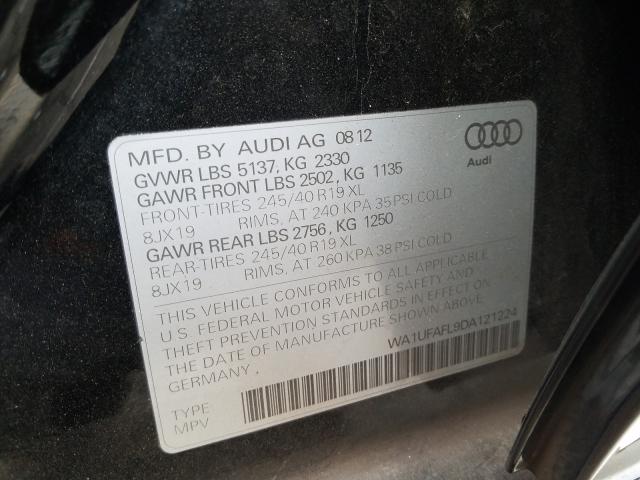 MFD. BY AUDI AG 08 12
GVWR LBS 5137, KG 2330
GAWR FRONT LBS 2502, KG 1135
FRONT-TIRES 245/40 R19 XL
8JX19 RIMS, AT 240 KPA 35 PSI COLD
GAWR REAR LBS 2756, KG 1250
REAR-TIRES 245/40 R19 XL
8JX19 RIMS, AT 260 KPA 38 PSI COLD
Audi
THIS VEHICLE CONFORMS TO ALL APPLICABLE
U.S. FEDERAL MOTOR VEHICLE SAFETY AND
THEFT PREVENTION STANDARDS IN EFFECT ON
THE DATE OF MANUFACTURE SHOWN ABOVE.
GERMANY.
WA1UFAFL9DA121224
TYPE
MPV